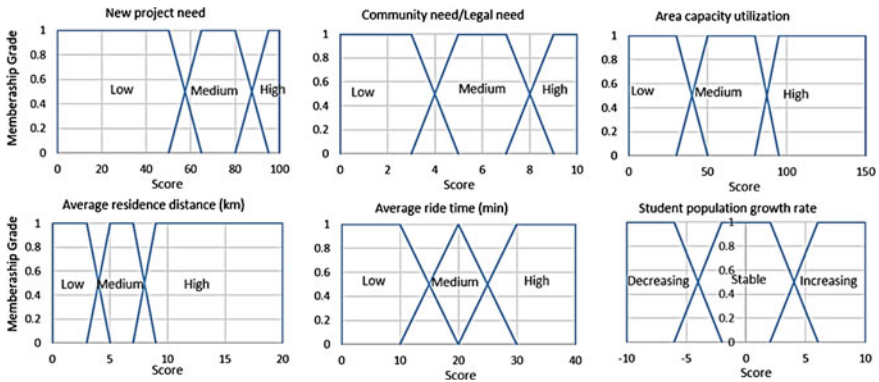 New project need
Community need/Legal need
Area capacity utilization
Memberaship Grade
1
0.8
0.6
0.4
0.2
0
Low
Medium
High
0 20 40 60 80 100
Score
1
0.8
0.6
0.4
0.2
0
Low
Medium
High
0 2 4 6 8 10
Score
1
0.8
0.6
0.4
0.2
0
Low
Medium
High
0 50 100 150
Score
Average residence distance (km)
Average ride time (min)
Student population growth rate
Memberaship Grade
1
0.8
0.6
0.4
0.2
0
Low
Medium
High
0 5 10 15 20
Score
1
0.8
0.6
0.4
0.2
0
Low
Medium
High
0 10 20 30 40
Score
1
0.8
0.6
0.4
0.2
0
Decreasing
Stable
Increasing
-10 -5 0 5 10
Score